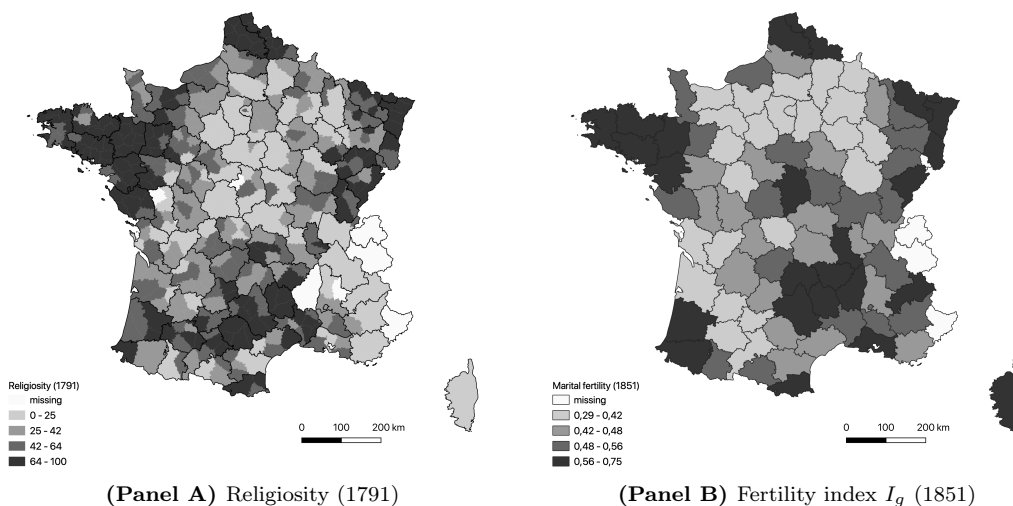 Religiosity (1791)
missing
0 - 25
25 - 42
42 - 64
64 - 100
0 100 200 km
(Panel A) Religiosity (1791)
Marital fertility (1851)
missing
0,29 - 0,42
0,42 - 0,48
0,48 - 0,56
0,56 - 0,75
0 100 200 km
(Panel B) Fertility index I_g (1851)